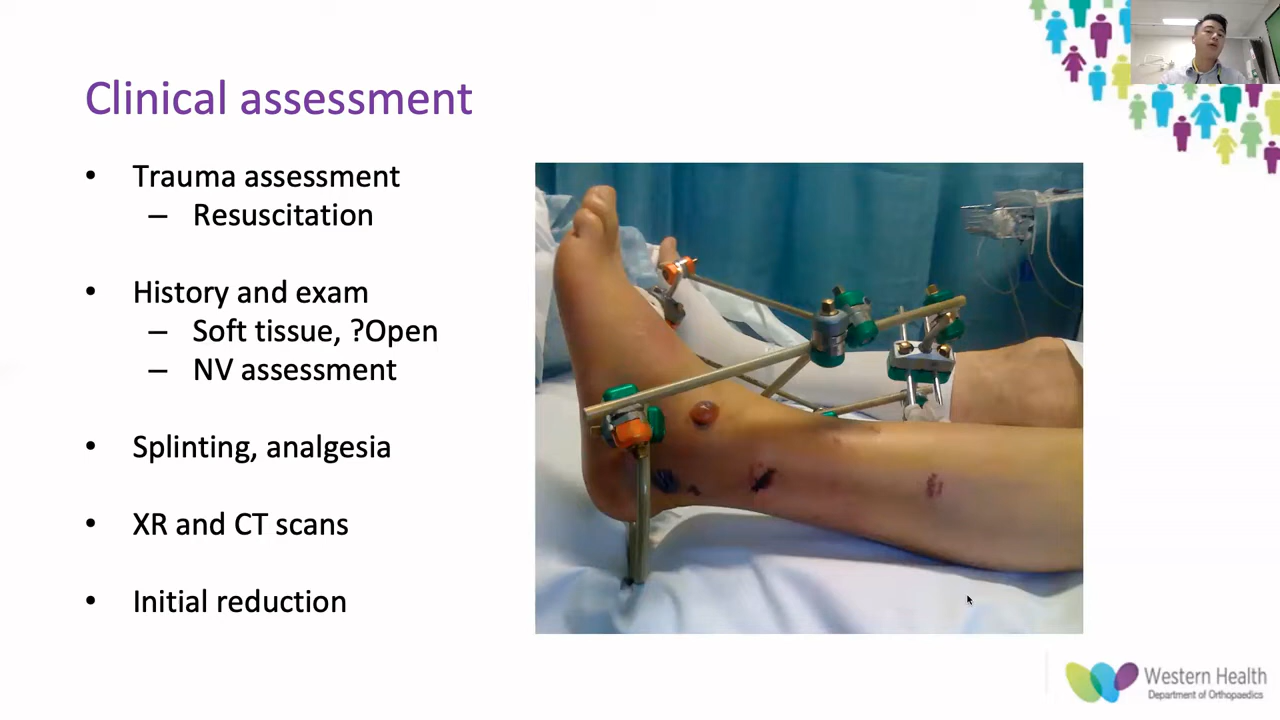 Clinical assessment
• Trauma assessment
– Resuscitation
• History and exam
– Soft tissue, ?Open
– NV assessment
• Splinting, analgesia
• XR and CT scans
• Initial reduction
Western Health
Department of Orthopaedics